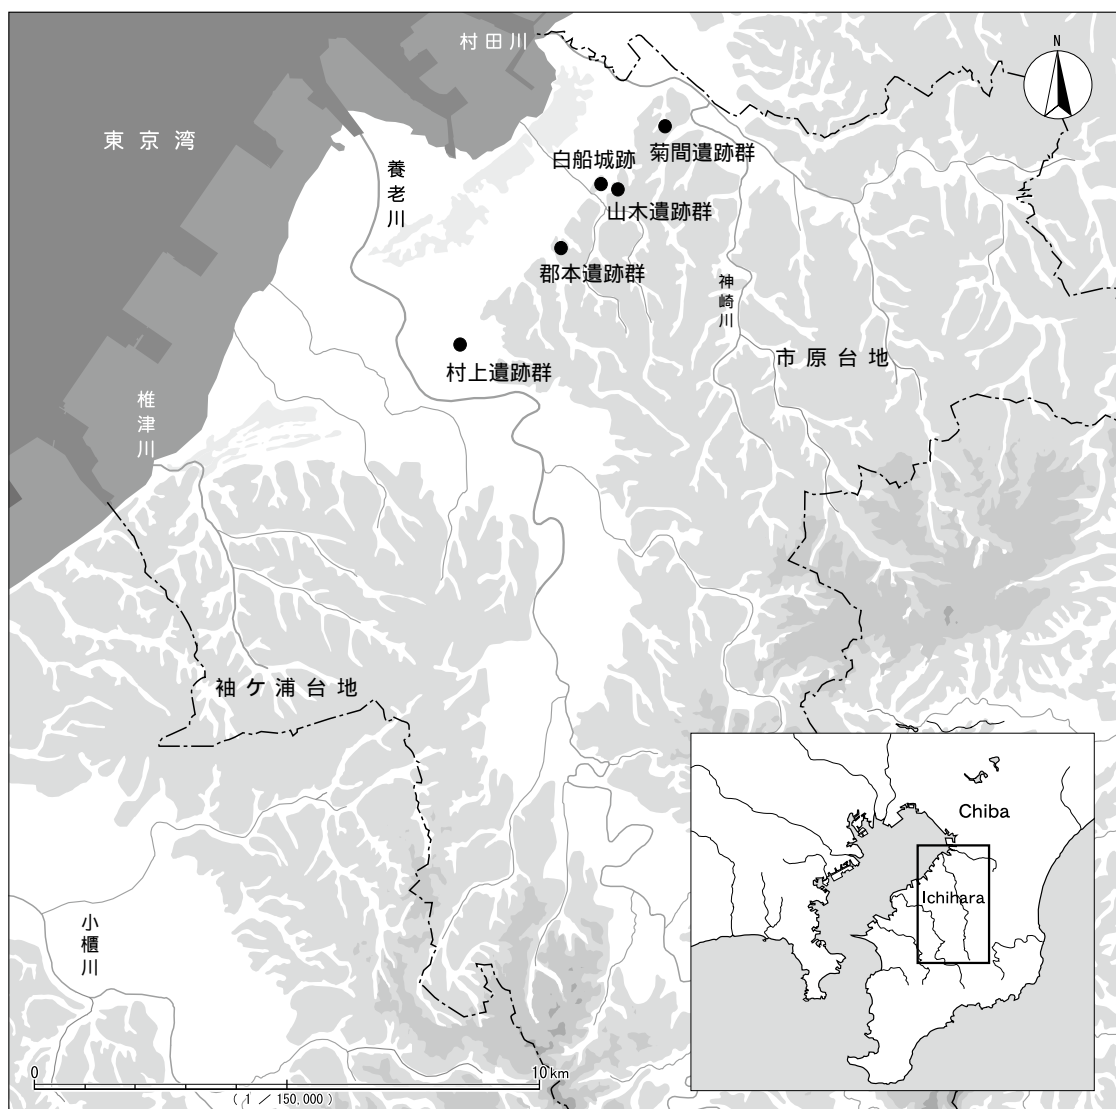 村田川
N
東京湾
菊間遺跡群
白船城跡
養老川
山木遺跡群
郡本遺跡群
神崎川
市原台地
村上遺跡群
椎津川
袖ケ浦台地
Chiba
Ichihara
小櫃川
0
10km
(1/150,000)